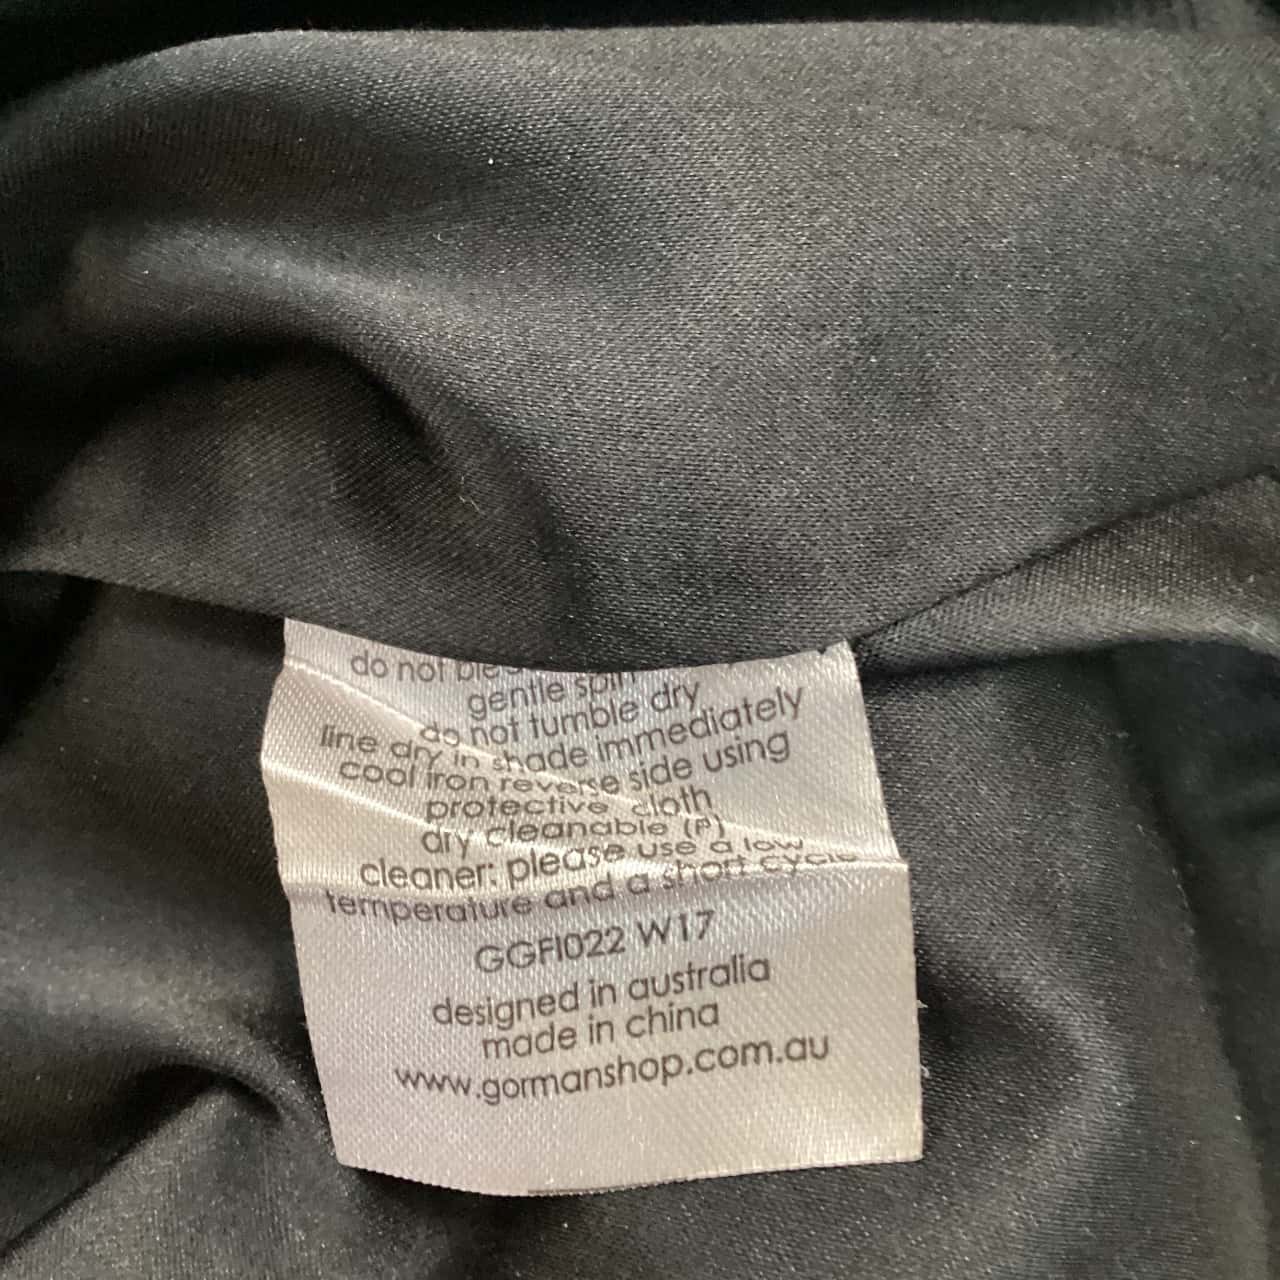 do not
gentle spin
do not tumble dry
line dry in shade immediately
cool iron reverse side using
protective cloth
dry cleanable (P)
cleaner: please use a low
temperature and a short cycle
GGFI022 W17
designed in australia
made in china
www.gormanshop.com.au